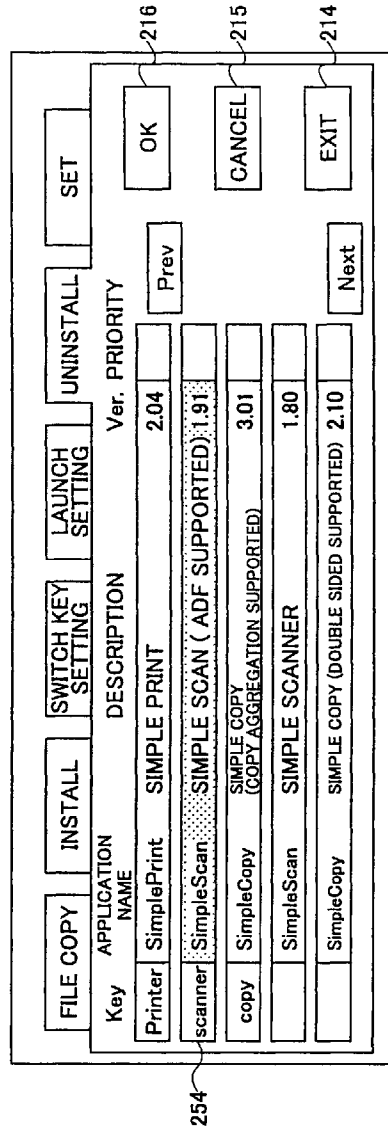 FILE COPY INSTALL SWITCH KEY SETTING LAUNCH SETTING UNINSTALL SET
Key APPLICATION NAME DESCRIPTION Ver. PRIORITY
Printer SimplePrint SIMPLE PRINT 2.04
scanner SimpleScan SIMPLE SCAN ( ADF SUPPORTED) 1.91
copy SimpleCopy SIMPLE COPY (COPY AGGREGATION SUPPORTED) 3.01
SimpleScan SIMPLE SCANNER 1.80
SimpleCopy SIMPLE COPY (DOUBLE SIDED SUPPORTED) 2.10
Prev
Next
OK
CANCEL
EXIT
216
215
214
254